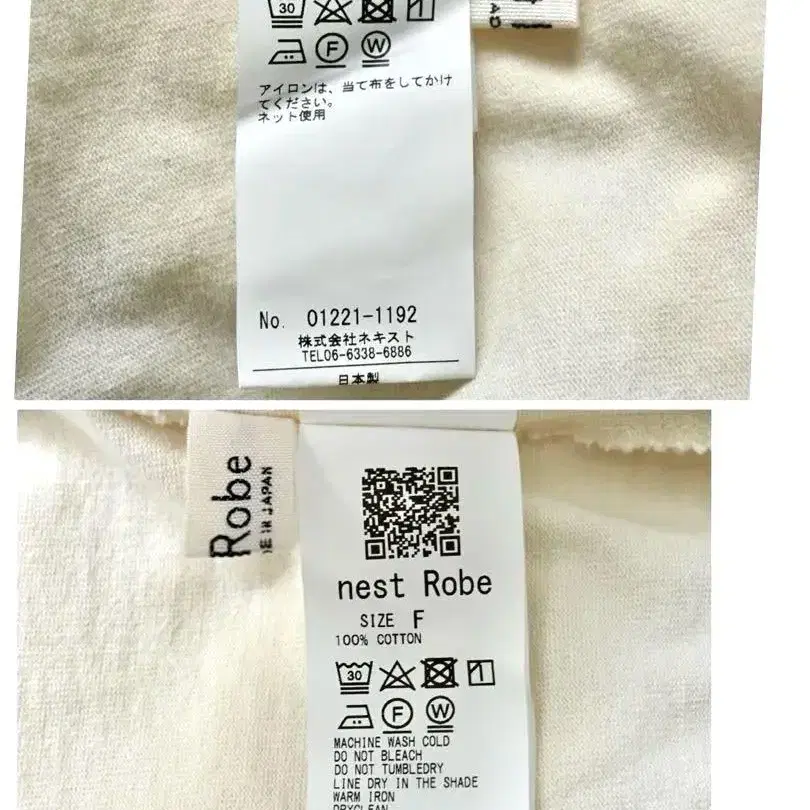 30
F
W
アイロンは、当て布をしてかけ
てください。
ネット使用
No. 01221-1192
株式会社ネキスト
TEL06-6338-6886
日本製
Robe
IN JAPAN
nest Robe
SIZE F
100% COTTON
30
F
W
MACHINE WASH COLD
DO NOT BLEACH
DO NOT TUMBLEDRY
LINE DRY IN THE SHADE
WARM IRON
DRYCLEAN